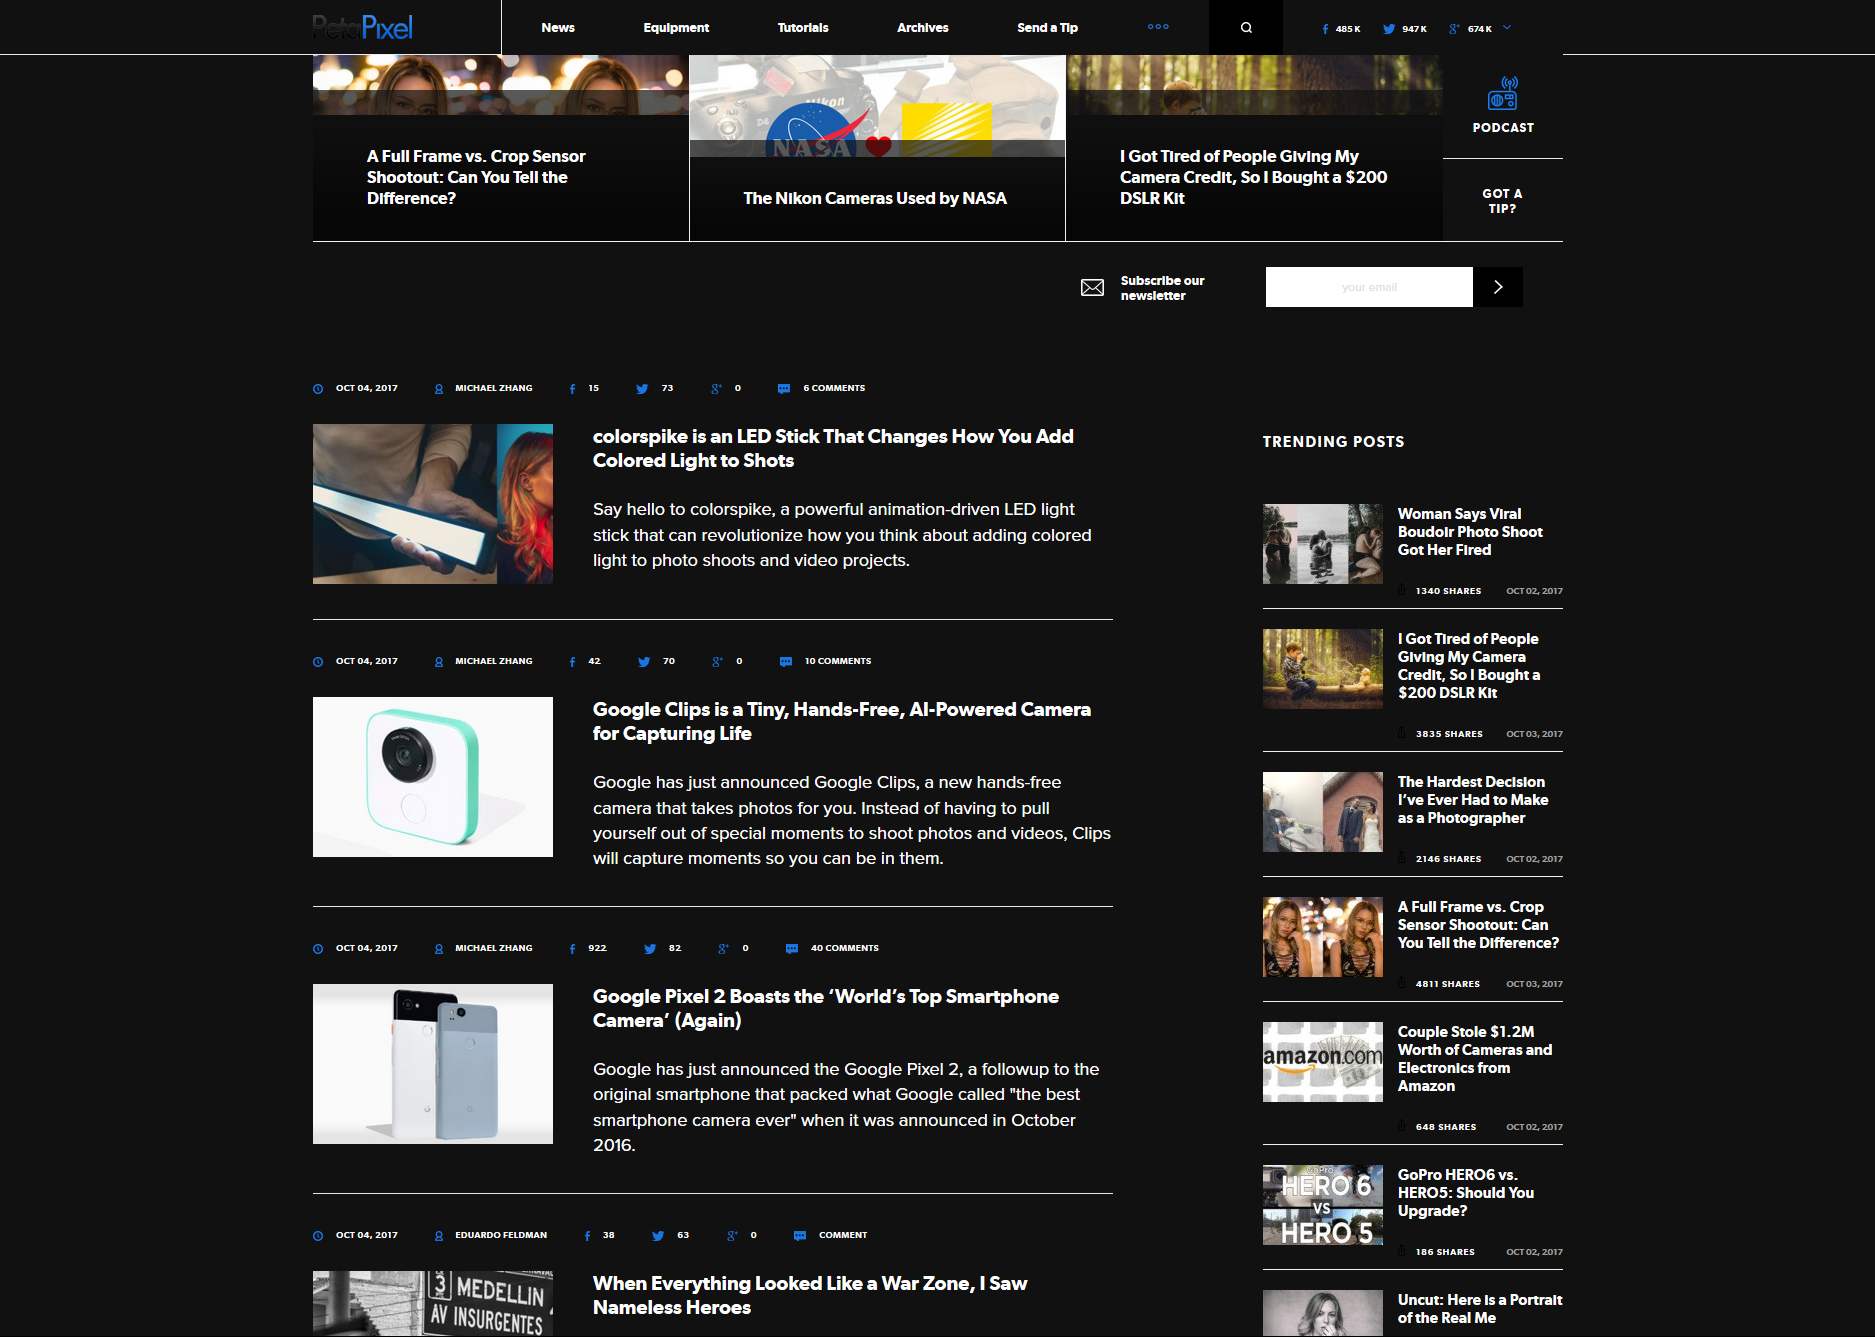 PetaPixel
News
Equipment
Tutorials
Archives
Send a Tip
485 K
947 K
674 K
A Full Frame vs. Crop Sensor
Shootout: Can You Tell the
Difference?
Nikon
D4
NASA
The Nikon Cameras Used by NASA
I Got Tired of People Giving My
Camera Credit, So I Bought a $200
DSLR Kit
PODCAST
GOT A
TIP?
Subscribe our
newsletter
your email
OCT 04, 2017
MICHAEL ZHANG
15
73
0
6 COMMENTS
colorspike is an LED Stick That Changes How You Add
Colored Light to Shots
Say hello to colorspike, a powerful animation-driven LED light
stick that can revolutionize how you think about adding colored
light to photo shoots and video projects.
OCT 04, 2017
MICHAEL ZHANG
42
70
0
10 COMMENTS
Google Clips is a Tiny, Hands-Free, AI-Powered Camera
for Capturing Life
Google has just announced Google Clips, a new hands-free
camera that takes photos for you. Instead of having to pull
yourself out of special moments to shoot photos and videos, Clips
will capture moments so you can be in them.
OCT 04, 2017
MICHAEL ZHANG
922
82
0
40 COMMENTS
Google Pixel 2 Boasts the ‘World’s Top Smartphone
Camera’ (Again)
Google has just announced the Google Pixel 2, a followup to the
original smartphone that packed what Google called "the best
smartphone camera ever" when it was announced in October
2016.
OCT 04, 2017
EDUARDO FELDMAN
38
63
0
COMMENT
3
MEDELLIN
AV INSURGENTES
When Everything Looked Like a War Zone, I Saw
Nameless Heroes
TRENDING POSTS
Woman Says Viral
Boudoir Photo Shoot
Got Her Fired
1340 SHARES
OCT 02, 2017
I Got Tired of People
Giving My Camera
Credit, So I Bought a
$200 DSLR Kit
3835 SHARES
OCT 03, 2017
The Hardest Decision
I’ve Ever Had to Make
as a Photographer
2146 SHARES
OCT 02, 2017
A Full Frame vs. Crop
Sensor Shootout: Can
You Tell the Difference?
4811 SHARES
OCT 03, 2017
amazon.com
Couple Stole $1.2M
Worth of Cameras and
Electronics from
Amazon
648 SHARES
OCT 02, 2017
GoPro
HERO 6
VS
HERO 5
GoPro HERO6 vs.
HERO5: Should You
Upgrade?
186 SHARES
OCT 02, 2017
Uncut: Here is a Portrait
of the Real Me